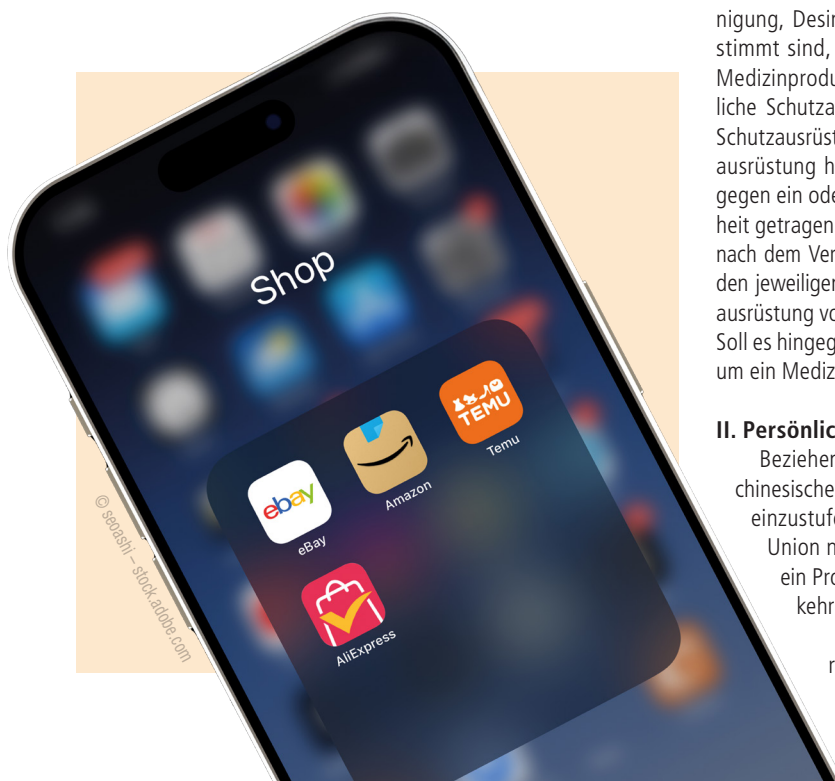 Shop
ebay
eBay
Amazon
TEMU
Temu
AliExpress
© seoashi – stock.adobe.com
nigung, Desin
stimmt sind,
Medizinprodu
liche Schutza
Schutzausrüst
ausrüstung h
gegen ein ode
heit getragen
nach dem Ver
den jeweiligen
ausrüstung vo
Soll es hingeg
um ein Mediz
II. Persönlic
Beziehen
chinesische
einzustufe
Union n
ein Pro
kehr